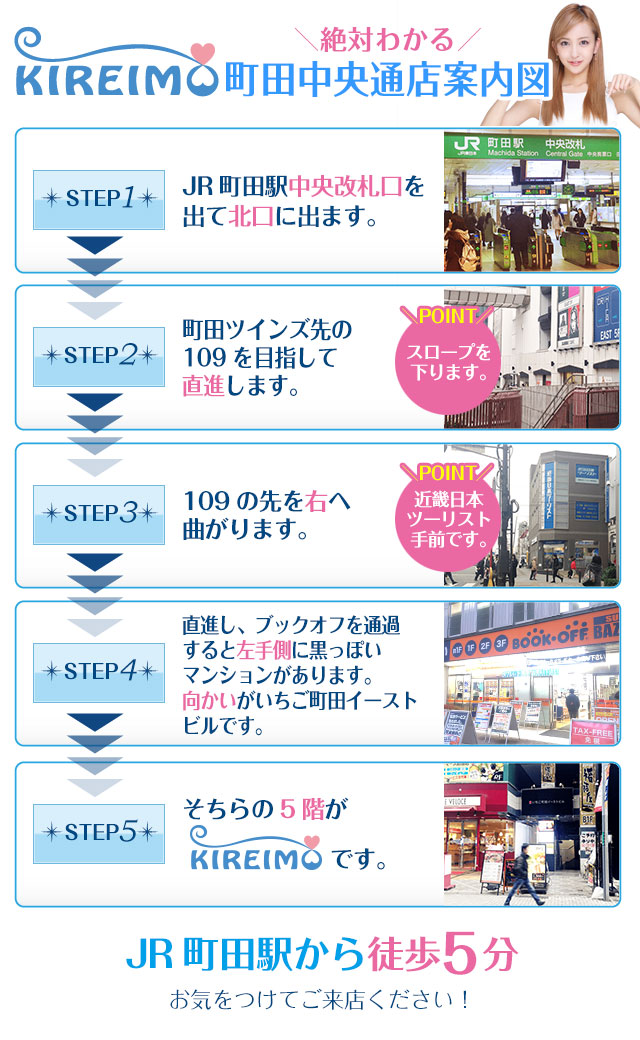 ＼絶対わかる／
KIREIMO 町田中央通店案内図
STEP1
JR 町田駅中央改札口を
出て北口に出ます。
JR
町田駅 中央改札
Machida Station Central Gate
STEP2
町田ツインズ先の
109 を目指して
直進します。
POINT
スロープを
下ります。
STEP3
109 の先を右へ
曲がります。
POINT
近畿日本
ツーリスト
手前です。
STEP4
直進し、ブックオフを通過
すると左手側に黒っぽい
マンションがあります。
向かいがいちご町田イースト
ビルです。
B1F 1F 2F 3F BOOK-OFF
TAX-FREE
STEP5
そちらの 5 階が
KIREIMO です。
JR 町田駅から徒歩5分
お気をつけてご来店ください！